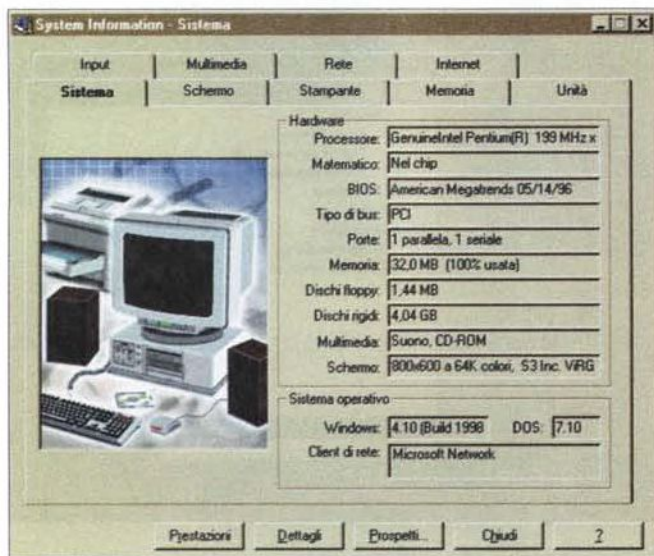 System Information - Sistema
Input Multimedia Rete Internet
Sistema Schermo Stampante Memoria Unità
Hardware
Processore: GenuineIntel Pentium(R) 199 MHz x
Matematico: Nel chip
BIOS: American Megatrends 05/14/96
Tipo di bus: PCI
Porte: 1 parallela, 1 seriale
Memoria: 32,0 MB (100% usata)
Dischi floppy: 1,44 MB
Dischi rigidi: 4,04 GB
Multimedia: Suono, CD-ROM
Schermo: 800x600 a 64K colori, S3 Inc. ViRG
Sistema operativo
Windows: 4.10 (Build 1998 DOS: 7.10
Client di rete: Microsoft Network
Prestazioni Dettagli Prospetti... Chiudi ?